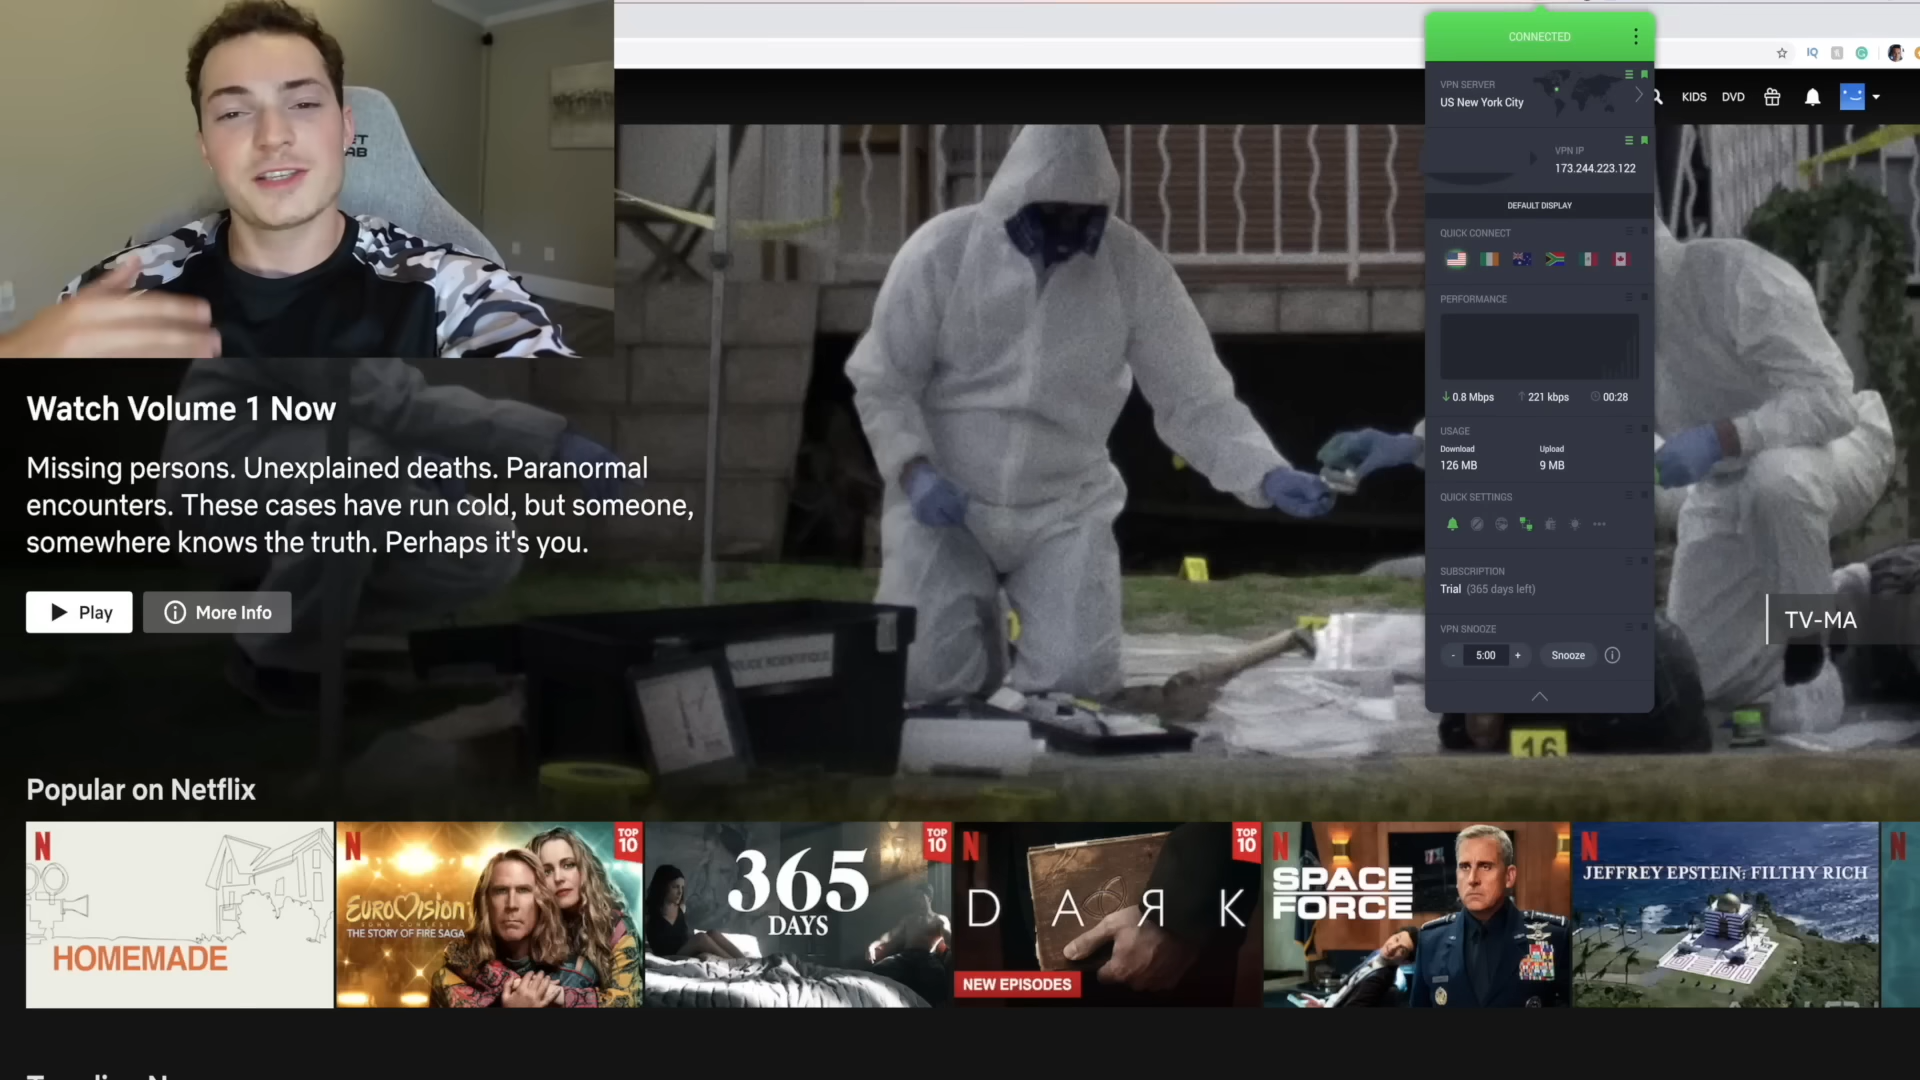 CONNECTED
IQ
VPN SERVER
US New York City
KIDS
DVD
VPN IP
173.244.223.122
DEFAULT DISPLAY
QUICK CONNECT
PERFORMANCE
0.8 Mbps
221 kbps
00:28
USAGE
Download
Upload
126 MB
9 MB
QUICK SETTINGS
SUBSCRIPTION
Trial (365 days left)
VPN SNOOZE
- 5:00 +
Snooze
Watch Volume 1 Now
Missing persons. Unexplained deaths. Paranormal
encounters. These cases have run cold, but someone,
somewhere knows the truth. Perhaps it's you.
Play
More Info
TV-MA
POLICE SCIENTIFIQUE
16
Popular on Netflix
N
HOMEMADE
N
TOP
10
EUROVISION
THE STORY OF FIRE SAGA
TOP
10
365
DAYS
N
TOP
10
DAЯK
NEW EPISODES
N
SPACE
FORCE
N
JEFFREY EPSTEIN: FILTHY RICH
N